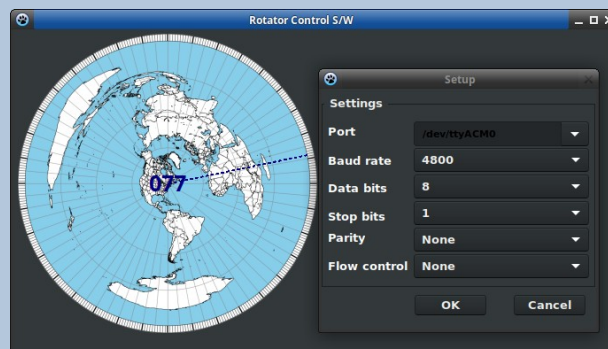 Rotator Control S/W
Setup
Settings
Port /dev/ttyACM0
Baud rate 4800
Data bits 8
Stop bits 1
Parity None
Flow control None
OK Cancel
077